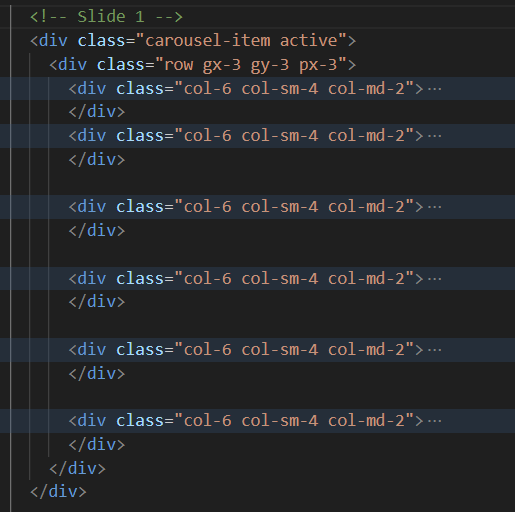 <!-- Slide 1 -->
<div class="carousel-item active">
<div class="row gx-3 gy-3 px-3">
<div class="col-6 col-sm-4 col-md-2">···
</div>
<div class="col-6 col-sm-4 col-md-2">···
</div>
<div class="col-6 col-sm-4 col-md-2">···
</div>
<div class="col-6 col-sm-4 col-md-2">···
</div>
<div class="col-6 col-sm-4 col-md-2">···
</div>
<div class="col-6 col-sm-4 col-md-2">···
</div>
</div>
</div>